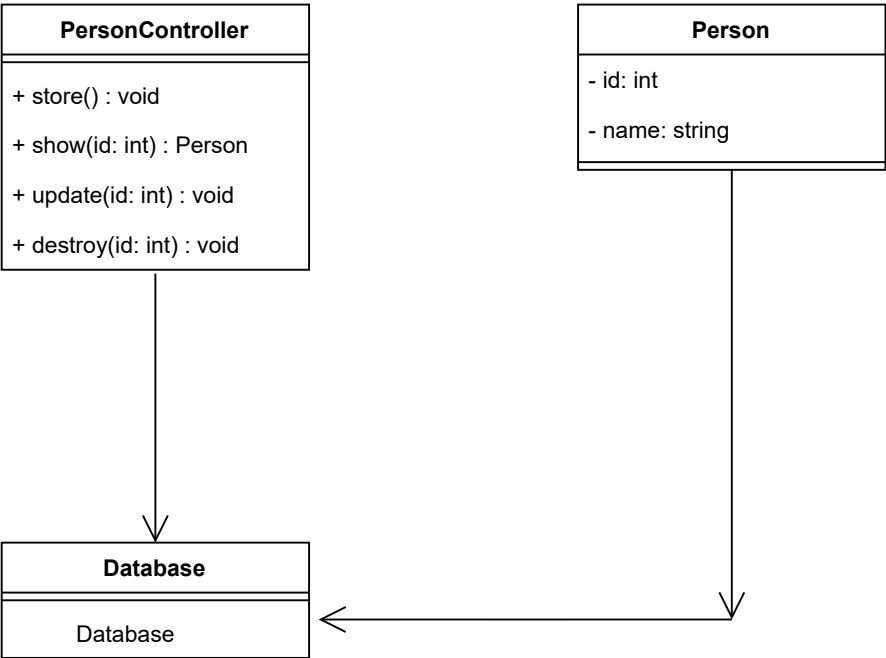 PersonController
+ store() : void
+ show(id: int) : Person
+ update(id: int) : void
+ destroy(id: int) : void
Person
- id: int
- name: string
Database
Database